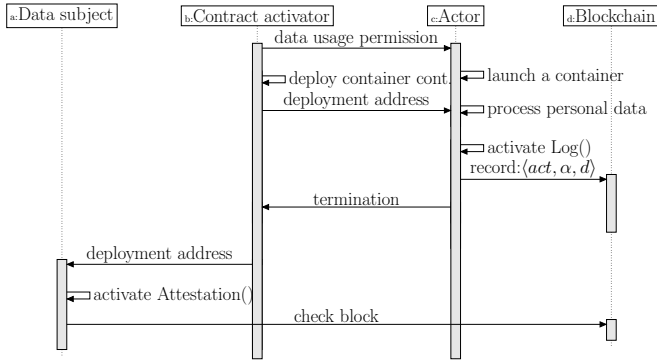 a:Data subject b:Contract activator c:Actor d:Blockchain
data usage permission
deploy container cont. launch a container
deployment address
process personal data
activate Log()
record:⟨act, α, d⟩
termination
deployment address
activate Attestation()
check block